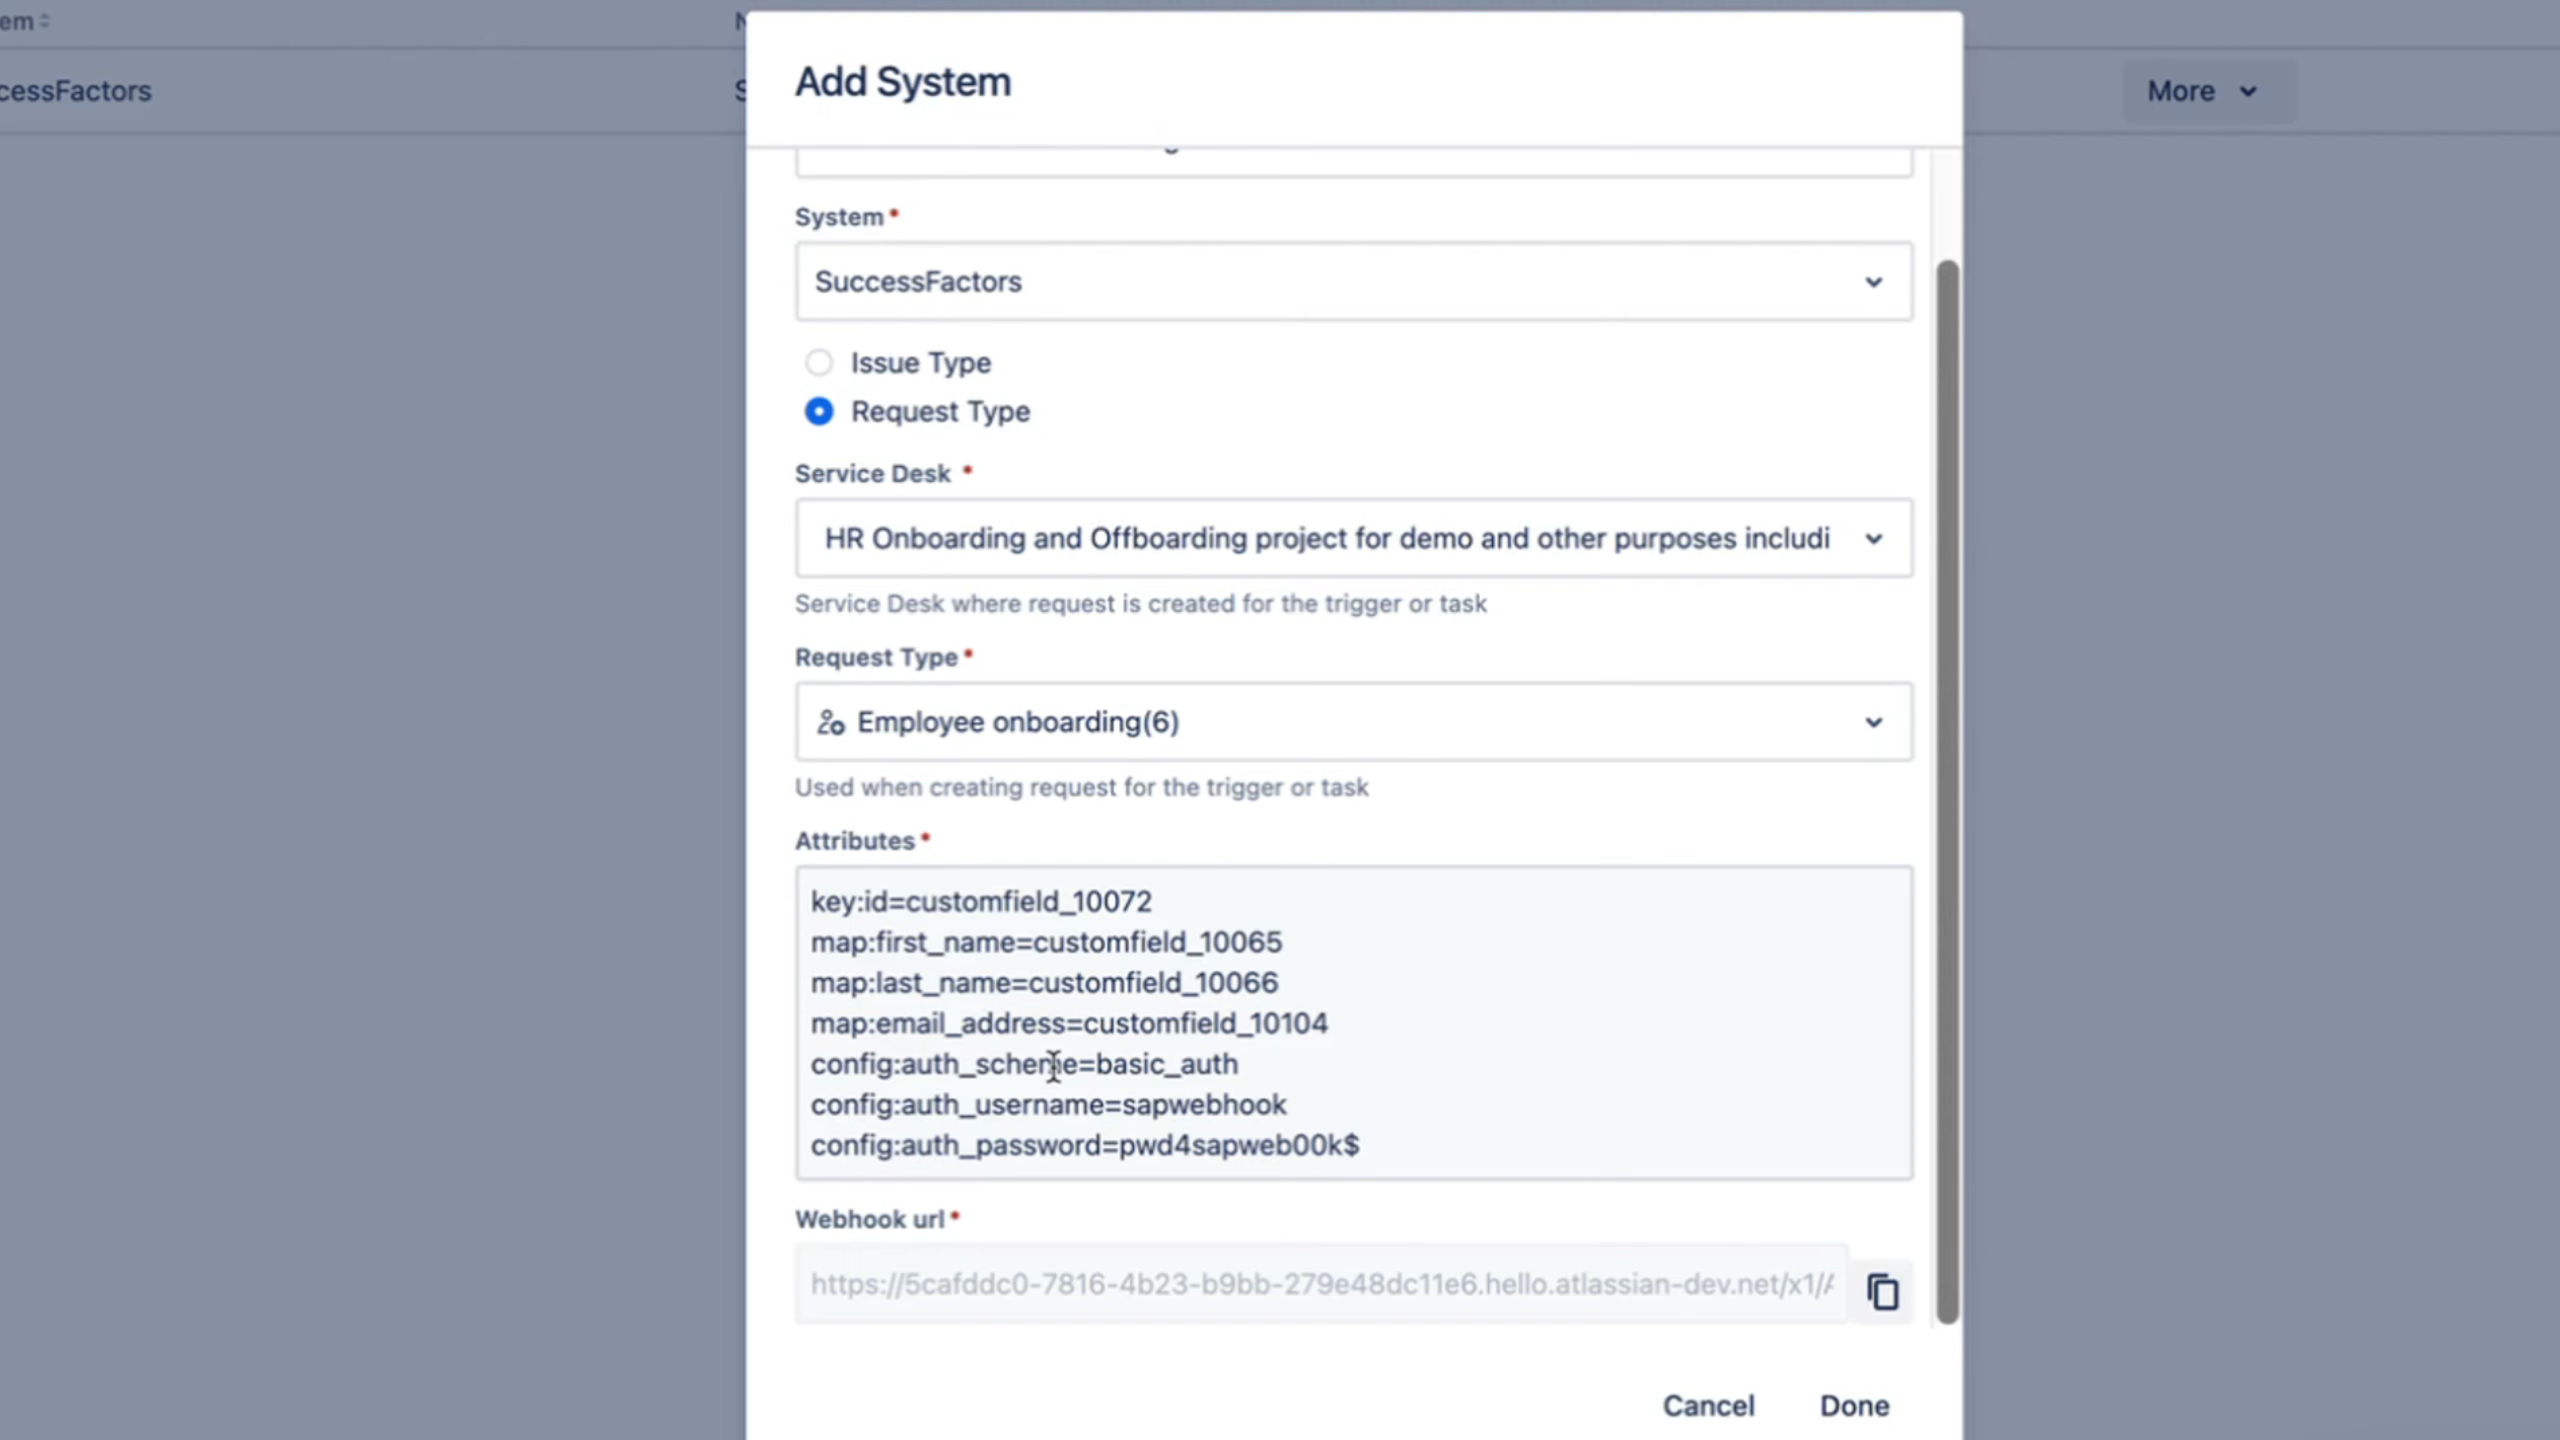 Add System
cessFactors
More
System*
SuccessFactors
Issue Type
Request Type
Service Desk *
HR Onboarding and Offboarding project for demo and other purposes includi
Service Desk where request is created for the trigger or task
Request Type*
Employee onboarding(6)
Used when creating request for the trigger or task
Attributes*
key:id=customfield_10072
map:first_name=customfield_10065
map:last_name=customfield_10066
map:email_address=customfield_10104
config:auth_scheme=basic_auth
config:auth_username=sapwebhook
config:auth_password=pwd4sapweb00k$
Webhook url*
https://5cafddc0-7816-4b23-b9bb-279e48dc11e6.hello.atlassian-dev.net/x1/
Cancel Done